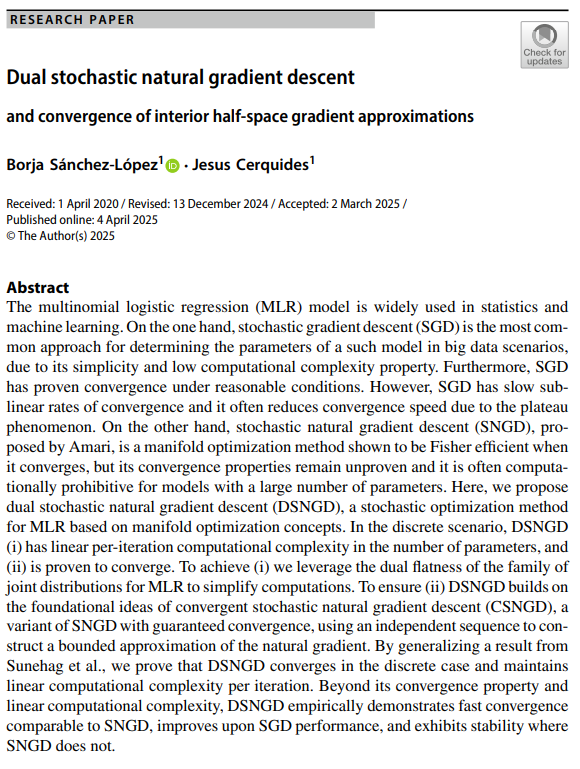 RESEARCH PAPER
Check for
updates
Dual stochastic natural gradient descent
and convergence of interior half-space gradient approximations
Borja Sánchez-López¹ iD · Jesus Cerquides¹
Received: 1 April 2020 / Revised: 13 December 2024 / Accepted: 2 March 2025 /
Published online: 4 April 2025
© The Author(s) 2025
Abstract
The multinomial logistic regression (MLR) model is widely used in statistics and
machine learning. On the one hand, stochastic gradient descent (SGD) is the most com-
mon approach for determining the parameters of a such model in big data scenarios,
due to its simplicity and low computational complexity property. Furthermore, SGD
has proven convergence under reasonable conditions. However, SGD has slow sub-
linear rates of convergence and it often reduces convergence speed due to the plateau
phenomenon. On the other hand, stochastic natural gradient descent (SNGD), pro-
posed by Amari, is a manifold optimization method shown to be Fisher efficient when
it converges, but its convergence properties remain unproven and it is often computa-
tionally prohibitive for models with a large number of parameters. Here, we propose
dual stochastic natural gradient descent (DSNGD), a stochastic optimization method
for MLR based on manifold optimization concepts. In the discrete scenario, DSNGD
(i) has linear per-iteration computational complexity in the number of parameters, and
(ii) is proven to converge. To achieve (i) we leverage the dual flatness of the family of
joint distributions for MLR to simplify computations. To ensure (ii) DSNGD builds on
the foundational ideas of convergent stochastic natural gradient descent (CSNGD), a
variant of SNGD with guaranteed convergence, using an independent sequence to con-
struct a bounded approximation of the natural gradient. By generalizing a result from
Sunehag et al., we prove that DSNGD converges in the discrete case and maintains
linear computational complexity per iteration. Beyond its convergence property and
linear computational complexity, DSNGD empirically demonstrates fast convergence
comparable to SNGD, improves upon SGD performance, and exhibits stability where
SNGD does not.